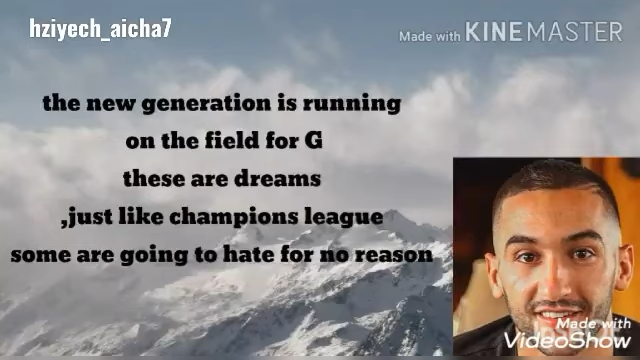 hziyech_aicha7
Made with KINEMASTER
the new generation is running
on the field for G
these are dreams
,just like champions league
some are going to hate for no reason
Made with
VideoShow